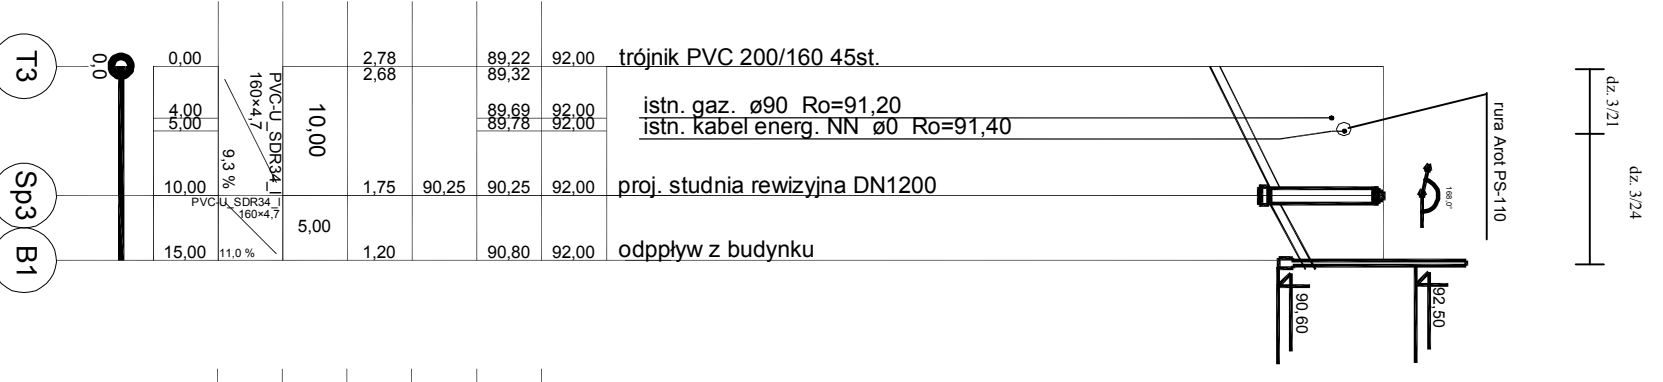 T3
0,0
0,00 2,78 89,22 92,00 trójnik PVC 200/160 45st.
2,68 89,32
4,00 89,69 92,00 istn. gaz. ø90 Ro=91,20
5,00 89,78 92,00 istn. kabel energ. NN ø0 Ro=91,40
PVC-U_SDR34_l
160×4,7
9,3 %
10,00
Sp3
10,00 1,75 90,25 90,25 92,00 proj. studnia rewizyjna DN1200
PVC-U_SDR34_l
160×4,7
11,0 %
5,00
B1
15,00 1,20 90,80 92,00 odppływ z budynku
168,0°
rura Arot PS-110
90,60
92,50
dz. 3/21
dz. 3/24